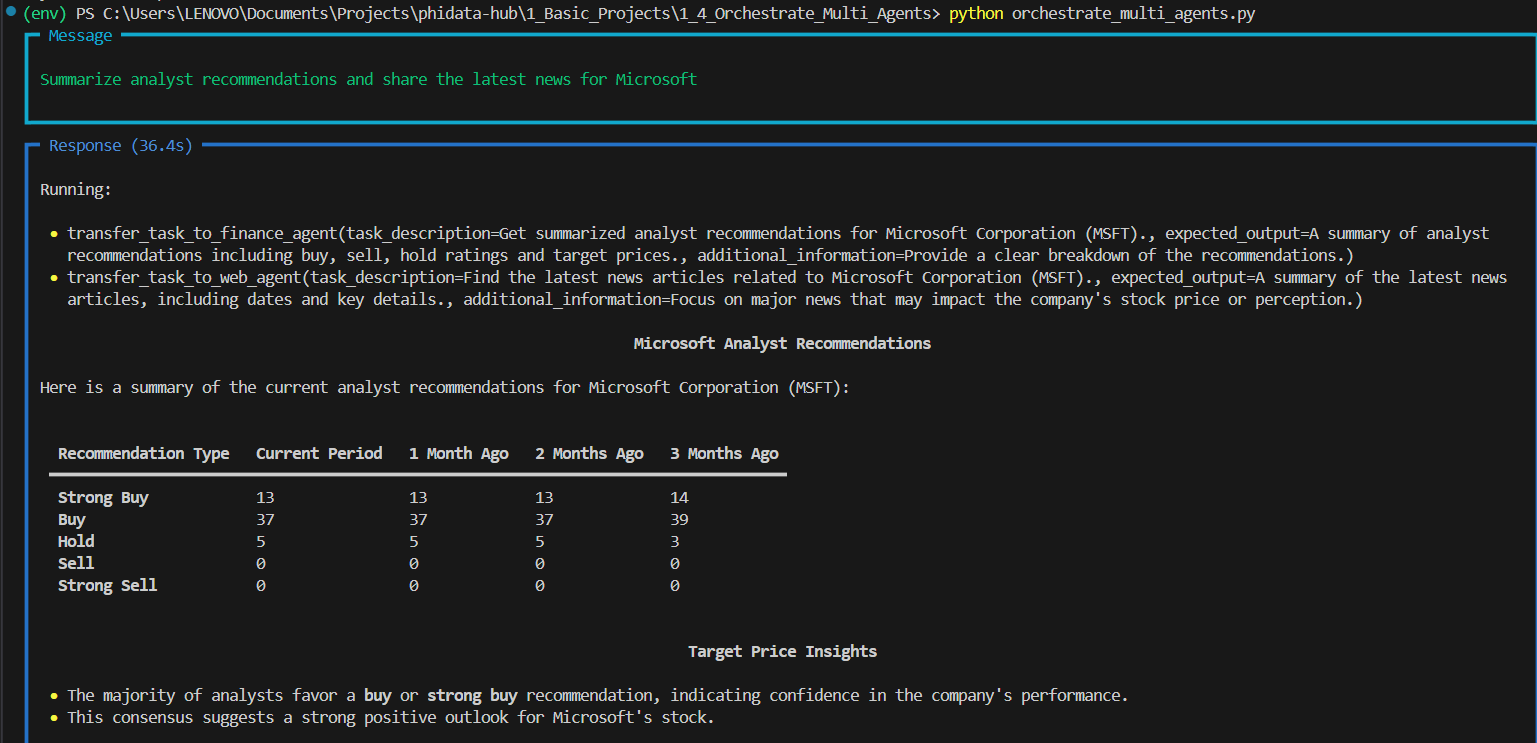 (env) PS C:\Users\LENOVO\Documents\Projects\phidata-hub\1_Basic_Projects\1_4_Orchestrate_Multi_Agents> python orchestrate_multi_agents.py
Message
Summarize analyst recommendations and share the latest news for Microsoft
Response (36.4s)
Running:
• transfer_task_to_finance_agent(task_description=Get summarized analyst recommendations for Microsoft Corporation (MSFT)., expected_output=A summary of analyst
recommendations including buy, sell, hold ratings and target prices., additional_information=Provide a clear breakdown of the recommendations.)
• transfer_task_to_web_agent(task_description=Find the latest news articles related to Microsoft Corporation (MSFT)., expected_output=A summary of the latest news
articles, including dates and key details., additional_information=Focus on major news that may impact the company's stock price or perception.)
Microsoft Analyst Recommendations
Here is a summary of the current analyst recommendations for Microsoft Corporation (MSFT):
Recommendation Type Current Period 1 Month Ago 2 Months Ago 3 Months Ago
Strong Buy 13 13 13 14
Buy 37 37 37 39
Hold 5 5 5 3
Sell 0 0 0 0
Strong Sell 0 0 0 0
Target Price Insights
• The majority of analysts favor a buy or strong buy recommendation, indicating confidence in the company's performance.
• This consensus suggests a strong positive outlook for Microsoft's stock.